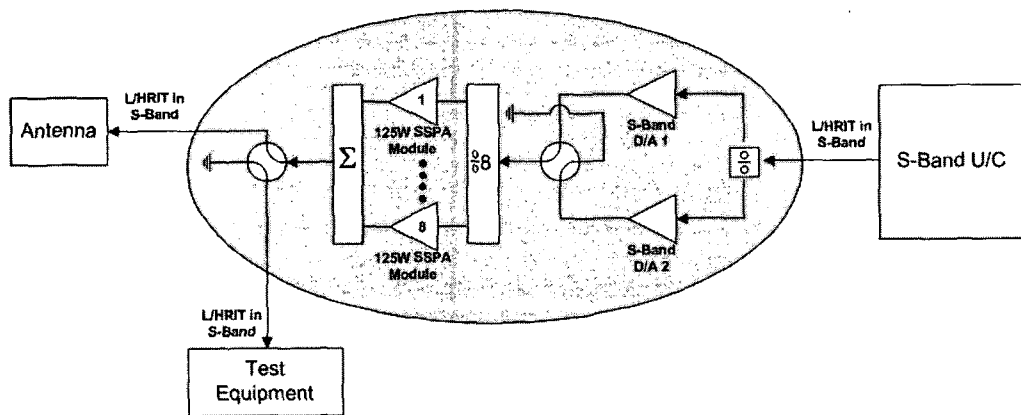 L/HRIT in
S-Band
Antenna
1
125W SSPA
Module
Σ
8
125W SSPA
Module
%8
S-Band
D/A 1
S-Band
D/A 2
%
L/HRIT in
S-Band
S-Band U/C
L/HRIT in
S-Band
Test
Equipment